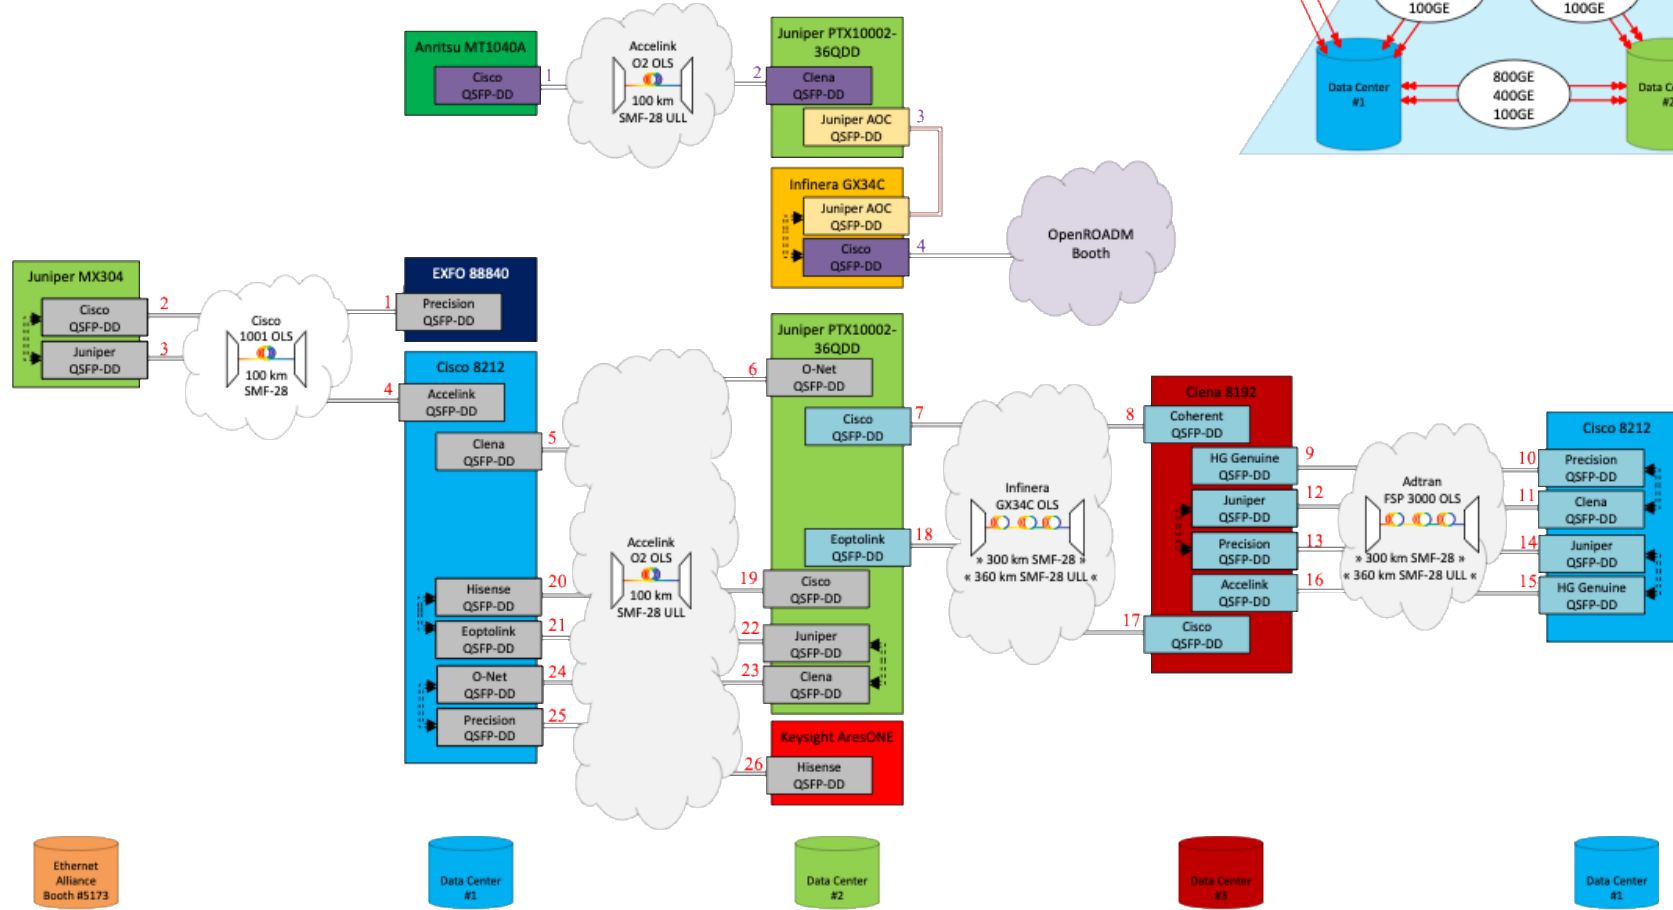 100GE
100GE
Data Center
#1
800GE
400GE
100GE
Anritsu MT1040A
Cisco
QSFP-DD
1
Accelink
O2 OLS
100 km
SMF-28 ULL
2
Juniper PTX10002-
36QDD
Ciena
QSFP-DD
Juniper AOC
QSFP-DD
3
Infinera GX34C
Juniper AOC
QSFP-DD
Cisco
QSFP-DD
4
OpenROADM
Booth
Juniper MX304
Cisco
QSFP-DD
2
Juniper
QSFP-DD
3
Cisco
1001 OLS
100 km
SMF-28
EXFO 88840
1
Precision
QSFP-DD
Cisco 8212
4
Accelink
QSFP-DD
Ciena
QSFP-DD
5
Hisense
QSFP-DD
20
Eoptolink
QSFP-DD
21
O-Net
QSFP-DD
24
Precision
QSFP-DD
25
Accelink
O2 OLS
100 km
SMF-28 ULL
Juniper PTX10002-
36QDD
6
O-Net
QSFP-DD
Cisco
QSFP-DD
7
Eoptolink
QSFP-DD
18
19
Cisco
QSFP-DD
22
Juniper
QSFP-DD
23
Ciena
QSFP-DD
Keysight AresONE
26
Hisense
QSFP-DD
Infinera
GX34C OLS
» 300 km SMF-28 »
« 360 km SMF-28 ULL «
Ciena 8192
8
Coherent
QSFP-DD
HG Genuine
QSFP-DD
9
Juniper
QSFP-DD
12
Precision
QSFP-DD
13
Accelink
QSFP-DD
16
17
Cisco
QSFP-DD
Adtran
FSP 3000 OLS
» 300 km SMF-28 »
« 360 km SMF-28 ULL «
Cisco 8212
10
Precision
QSFP-DD
11
Ciena
QSFP-DD
14
Juniper
QSFP-DD
15
HG Genuine
QSFP-DD
Ethernet
Alliance
Booth #5173
Data Center
#1
Data Center
#2
Data Center
#3
Data Center
#1